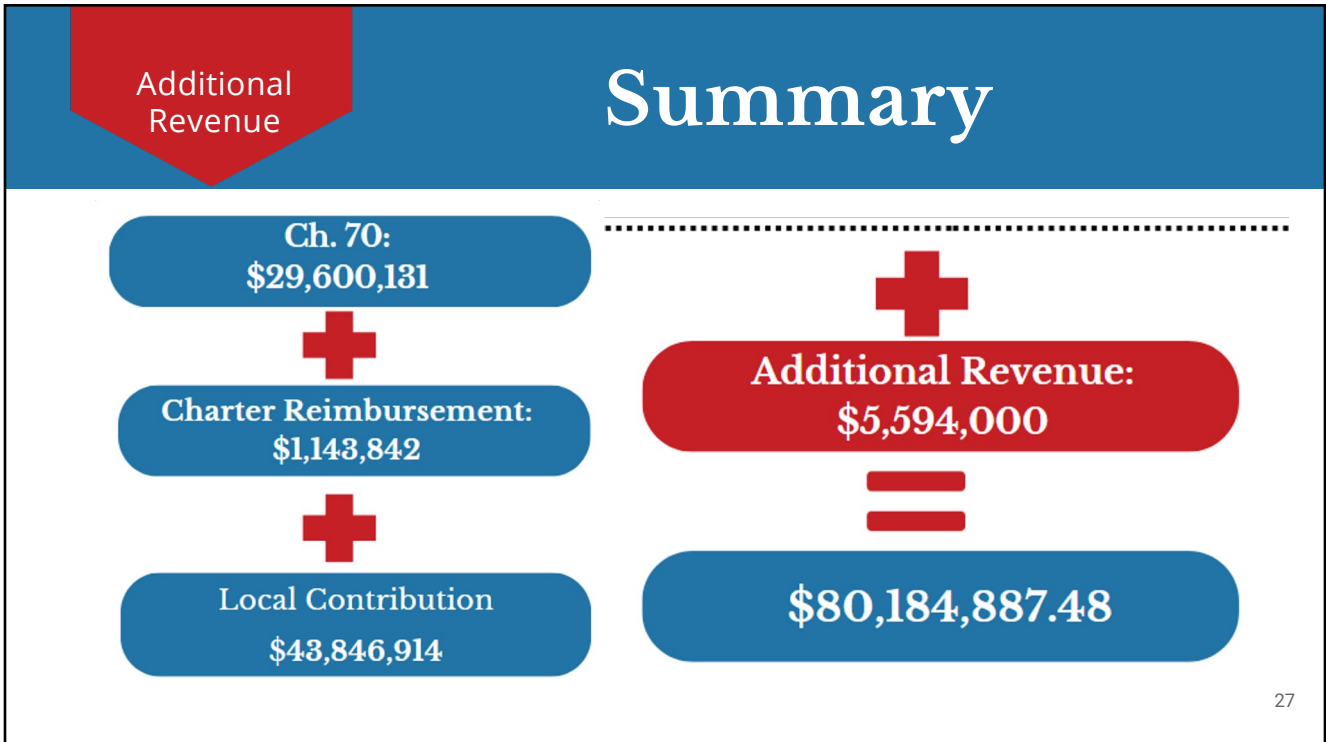 Additional
Revenue
Summary
Ch. 70:
$29,600,131
Charter Reimbursement:
$1,143,842
Local Contribution
$43,846,914
Additional Revenue:
$5,594,000
$80,184,887.48
27